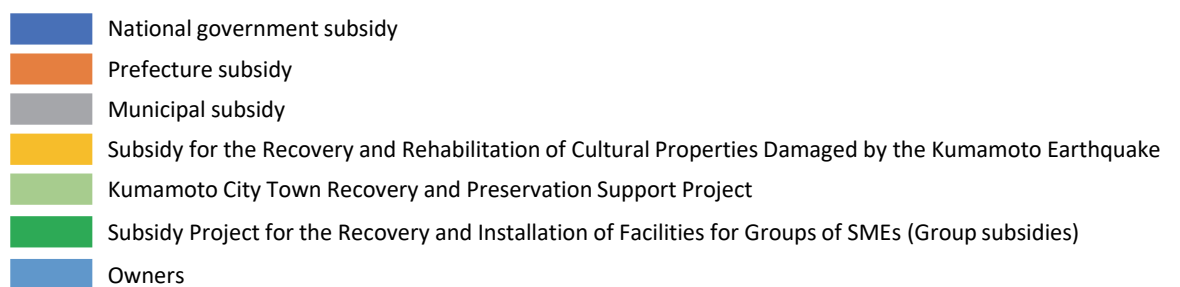 National government subsidy
Prefecture subsidy
Municipal subsidy
Subsidy for the Recovery and Rehabilitation of Cultural Properties Damaged by the Kumamoto Earthquake
Kumamoto City Town Recovery and Preservation Support Project
Subsidy Project for the Recovery and Installation of Facilities for Groups of SMEs (Group subsidies)
Owners